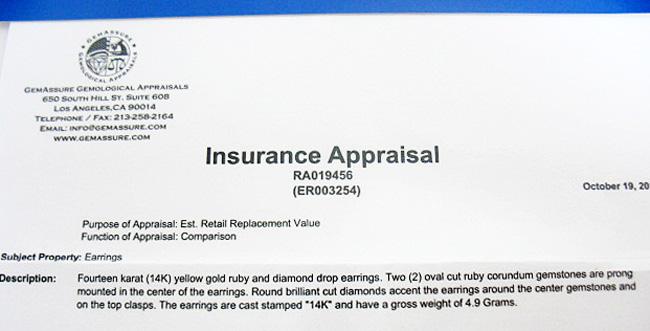 GEMASSURE
GEMOLOGICAL APPRAISALS
GEMASSURE GEMOLOGICAL APPRAISALS
650 SOUTH HILL ST. SUITE 608
LOS ANGELES,CA 90014
TELEPHONE / FAX: 213-258-2164
EMAIL: INFO@GEMASSURE.COM
WWW.GEMASSURE.COM
Insurance Appraisal
RA019456
(ER003254)
October 19, 20
Purpose of Appraisal: Est. Retail Replacement Value
Function of Appraisal: Comparison
Subject Property: Earrings
Description: Fourteen karat (14K) yellow gold ruby and diamond drop earrings. Two (2) oval cut ruby corundum gemstones are prong
mounted in the center of the earrings. Round brilliant cut diamonds accent the earrings around the center gemstones and
on the top clasps. The earrings are cast stamped "14K" and have a gross weight of 4.9 Grams.